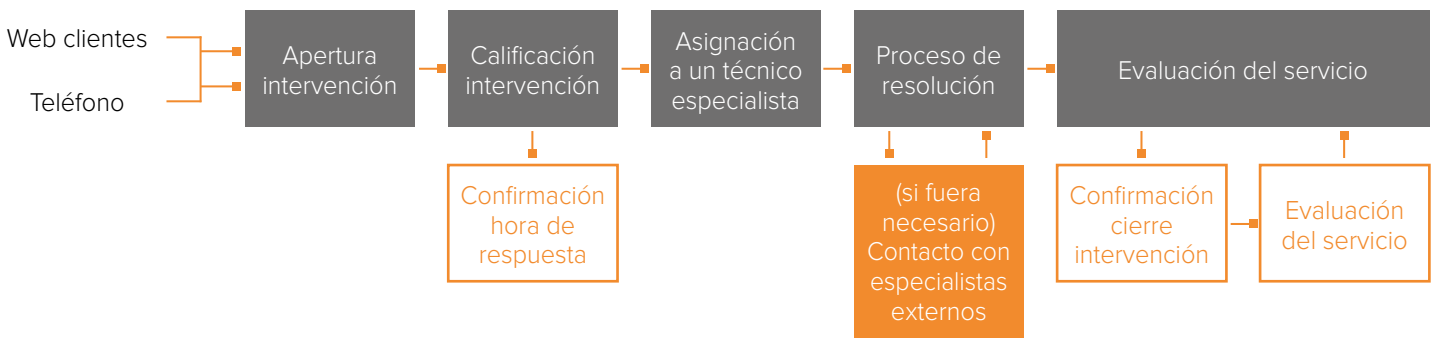 Web clientes
Teléfono
Apertura
intervención
Calificación
intervención
Asignación
a un técnico
especialista
Proceso de
resolución
Evaluación del servicio
Confirmación
hora de
respuesta
(si fuera
necesario)
Contacto con
especialistas
externos
Confirmación
cierre
intervención
Evaluación
del servicio